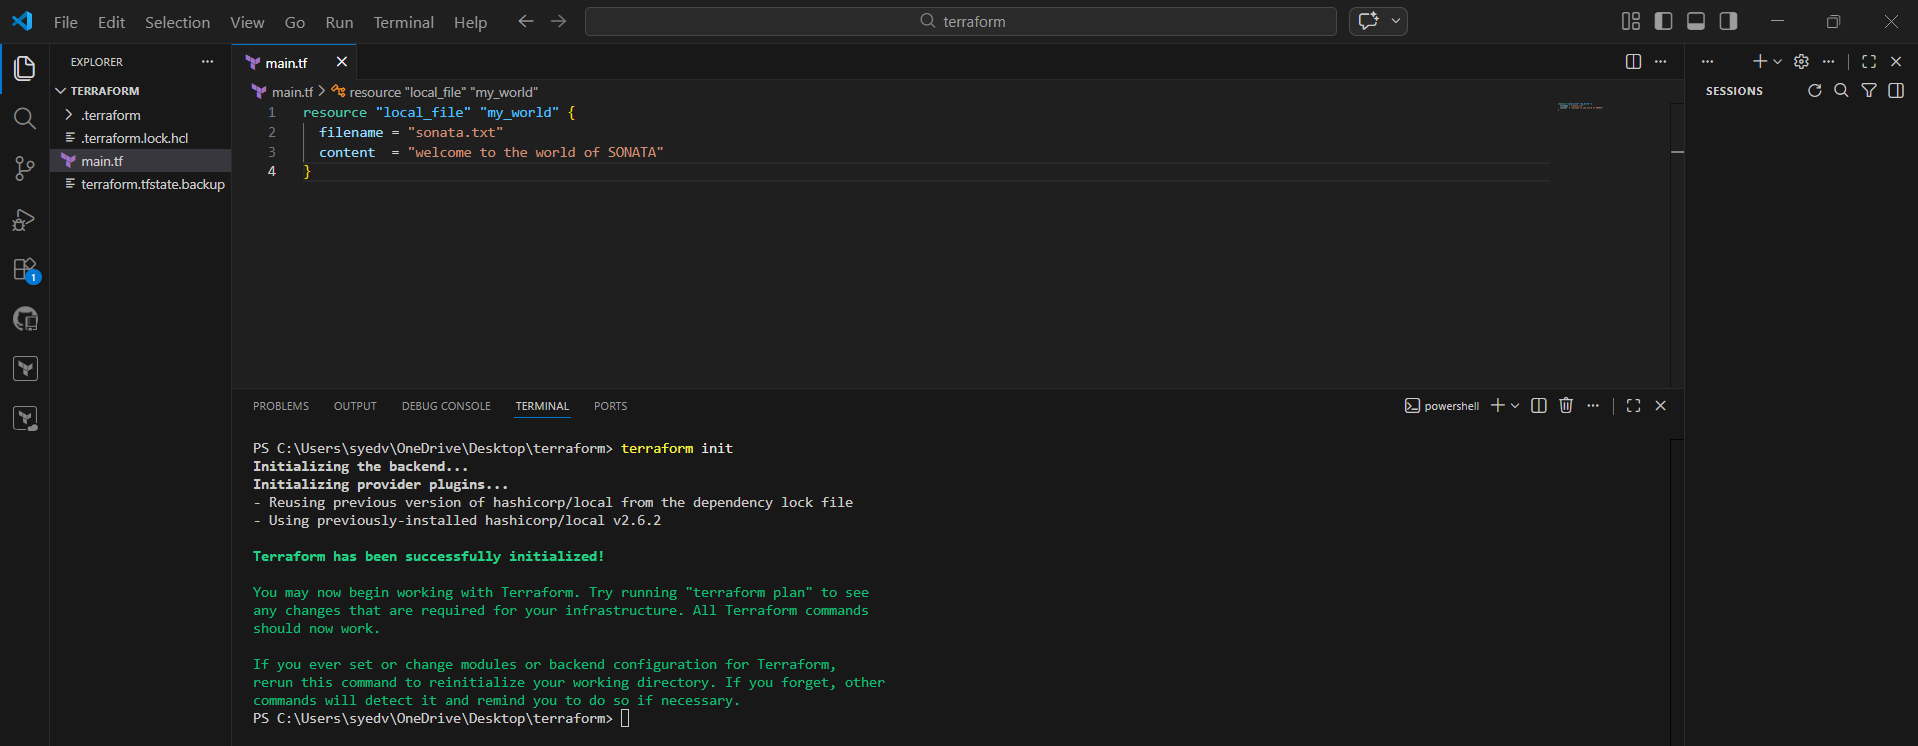 File Edit Selection View Go Run Terminal Help
terraform
EXPLORER
TERRAFORM
.terraform
.terraform.lock.hcl
main.tf
terraform.tfstate.backup
1
main.tf
main.tf > resource "local_file" "my_world"
1 resource "local_file" "my_world" {
2 filename = "sonata.txt"
3 content  = "welcome to the world of SONATA"
4 }
PROBLEMS OUTPUT DEBUG CONSOLE TERMINAL PORTS
powershell
PS C:\Users\syedv\OneDrive\Desktop\terraform> terraform init
Initializing the backend...
Initializing provider plugins...
- Reusing previous version of hashicorp/local from the dependency lock file
- Using previously-installed hashicorp/local v2.6.2
Terraform has been successfully initialized!
You may now begin working with Terraform. Try running "terraform plan" to see
any changes that are required for your infrastructure. All Terraform commands
should now work.
If you ever set or change modules or backend configuration for Terraform,
rerun this command to reinitialize your working directory. If you forget, other
commands will detect it and remind you to do so if necessary.
PS C:\Users\syedv\OneDrive\Desktop\terraform>
SESSIONS